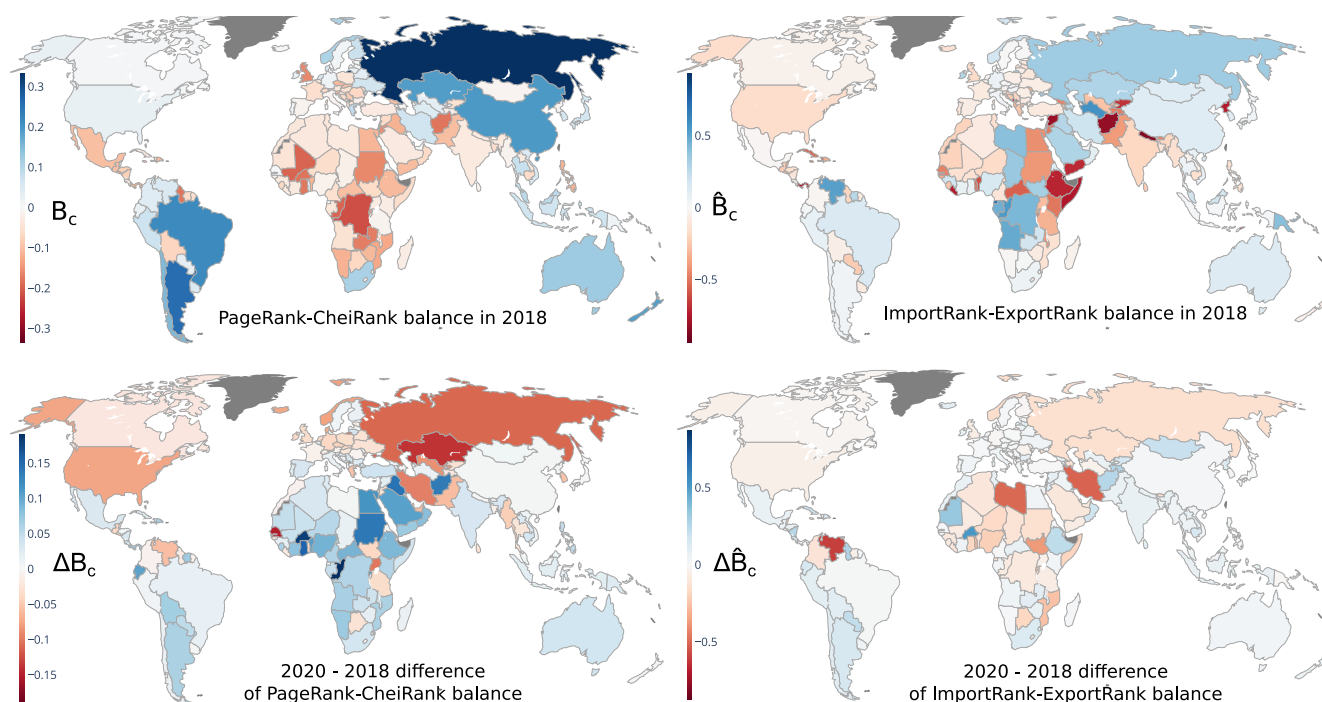 0.3
0.2
0.1
0
−0.1
−0.2
−0.3
B_c
PageRank-CheiRank balance in 2018
0.5
0
−0.5
B̂_c
ImportRank-ExportRank balance in 2018
0.15
0.1
0.05
0
−0.05
−0.1
−0.15
ΔB_c
2020 - 2018 difference
of PageRank-CheiRank balance
0.5
0
−0.5
ΔB̂_c
2020 - 2018 difference
of ImportRank-ExportRank balance